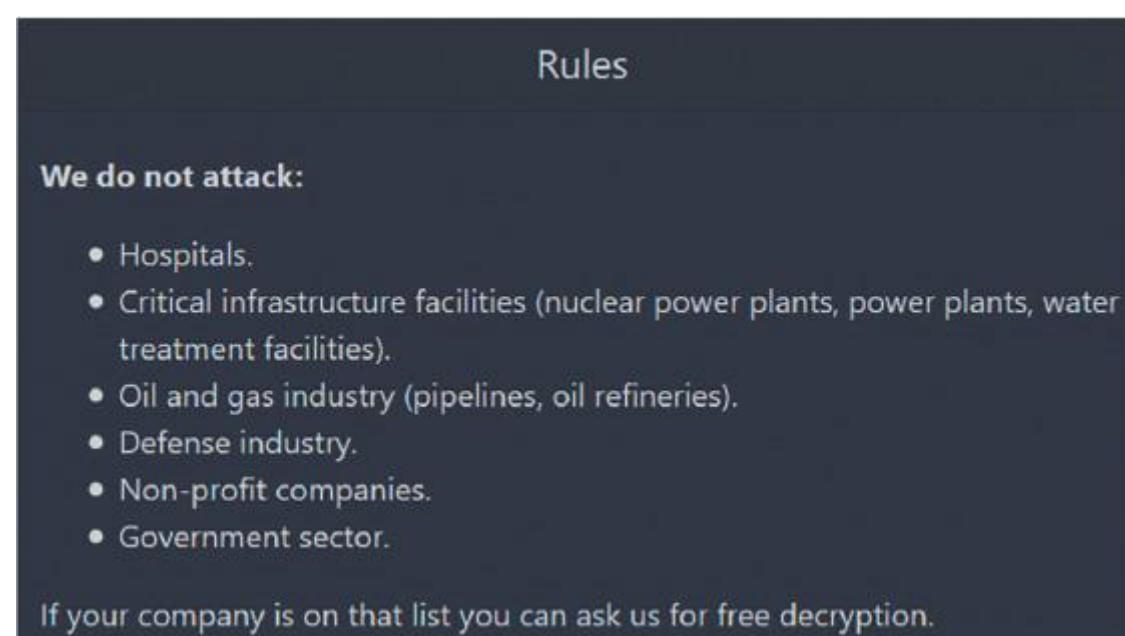 Rules
We do not attack:
• Hospitals.
• Critical infrastructure facilities (nuclear power plants, power plants, water
treatment facilities).
• Oil and gas industry (pipelines, oil refineries).
• Defense industry.
• Non-profit companies.
• Government sector.
If your company is on that list you can ask us for free decryption.